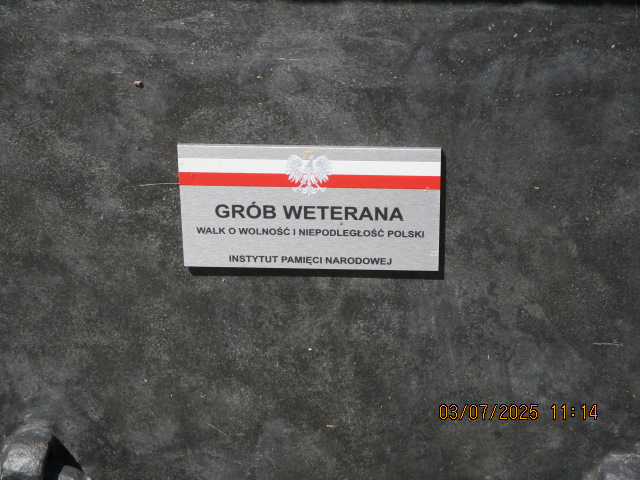 GRÓB WETERANA
WALK O WOLNOŚĆ I NIEPODLEGŁOŚĆ POLSKI
INSTYTUT PAMIĘCI NARODOWEJ
03/07/2025 11:14